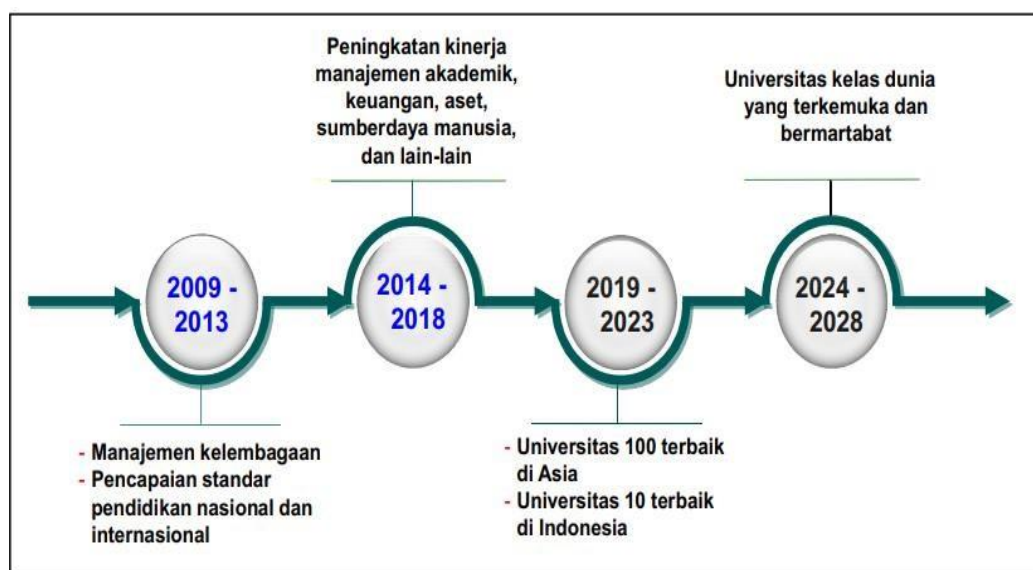 Peningkatan kinerja
manajemen akademik,
keuangan, aset,
sumberdaya manusia,
dan lain-lain
Universitas kelas dunia
yang terkemuka dan
bermartabat
2009 -
2013
2014 -
2018
2019 -
2023
2024 -
2028
- Manajemen kelembagaan
- Pencapaian standar
pendidikan nasional dan
internasional
- Universitas 100 terbaik
di Asia
- Universitas 10 terbaik
di Indonesia